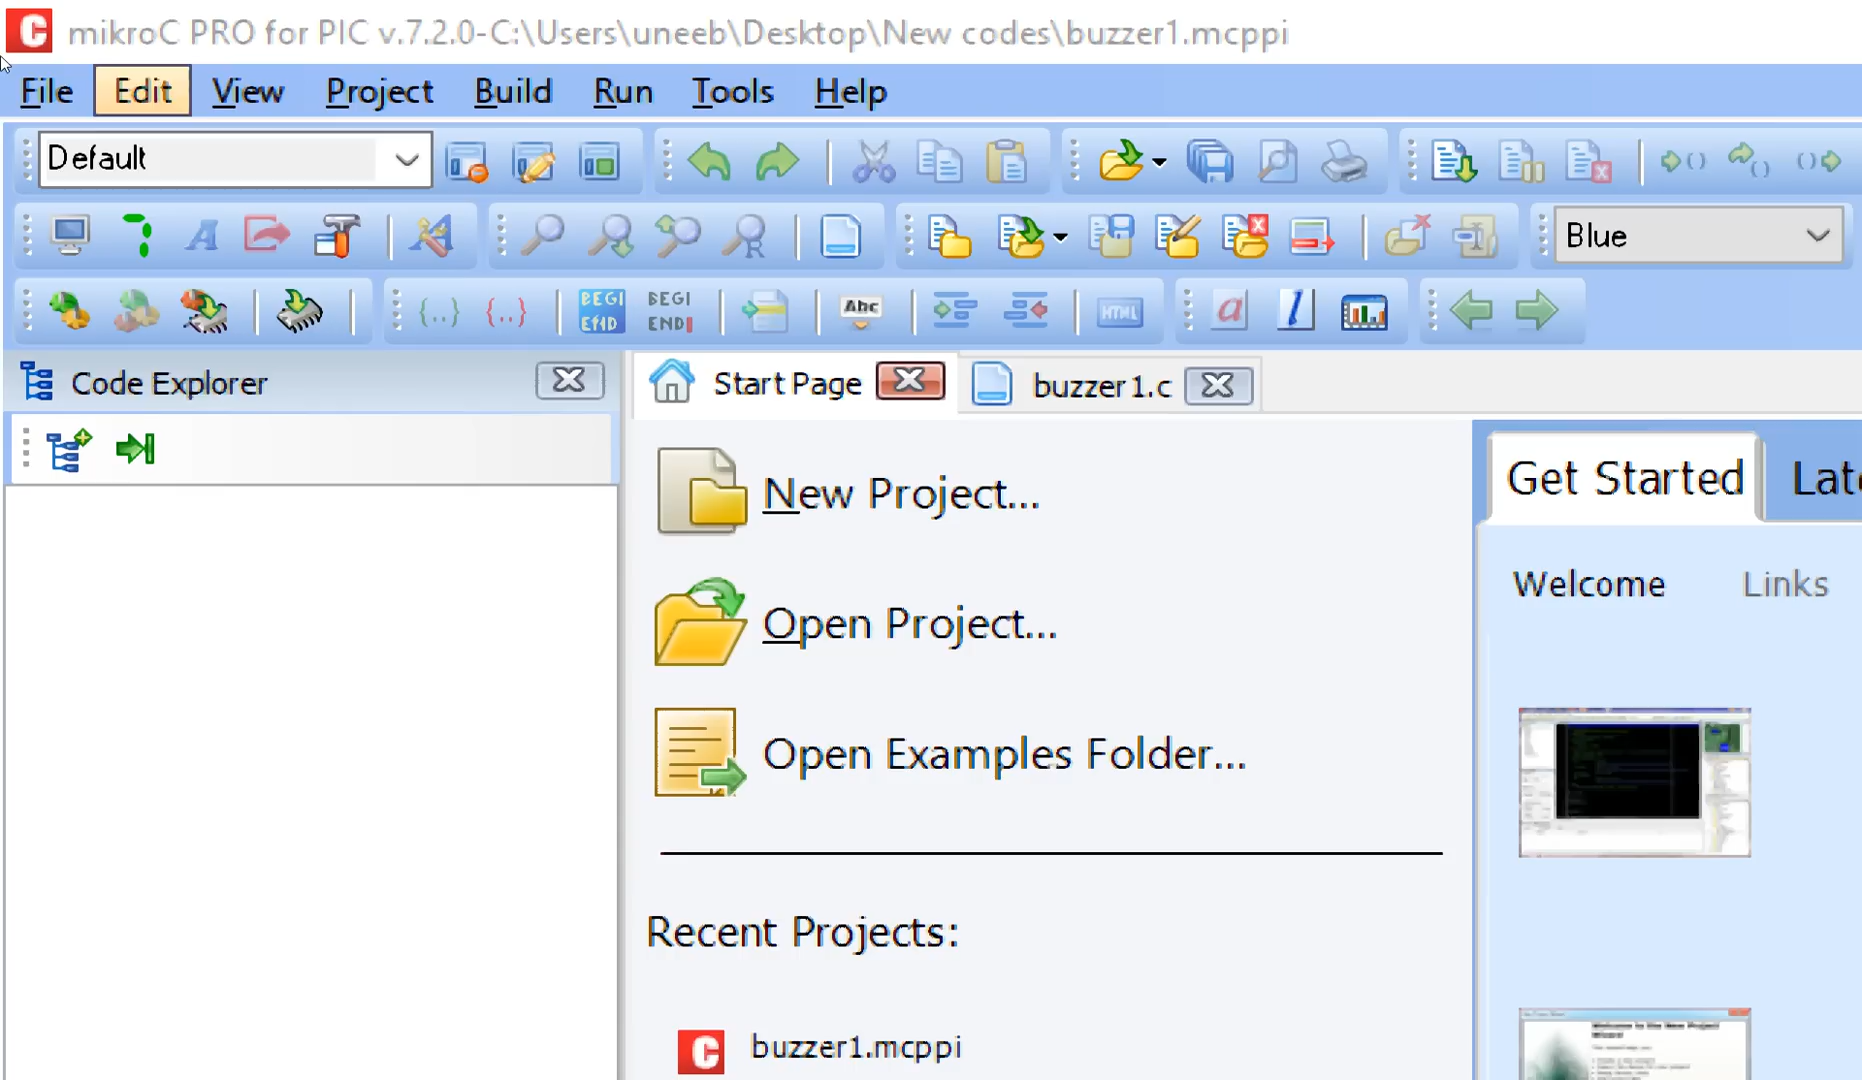 mikroC PRO for PIC v.7.2.0-C:\Users\uneeb\Desktop\New codes\buzzer1.mcppi
File Edit View Project Build Run Tools Help
Default
Blue
BEGI END BEGI END Abc HTML
Code Explorer
Start Page buzzer1.c
New Project...
Open Project...
Open Examples Folder...
Recent Projects:
buzzer1.mcppi
Get Started
Welcome Links